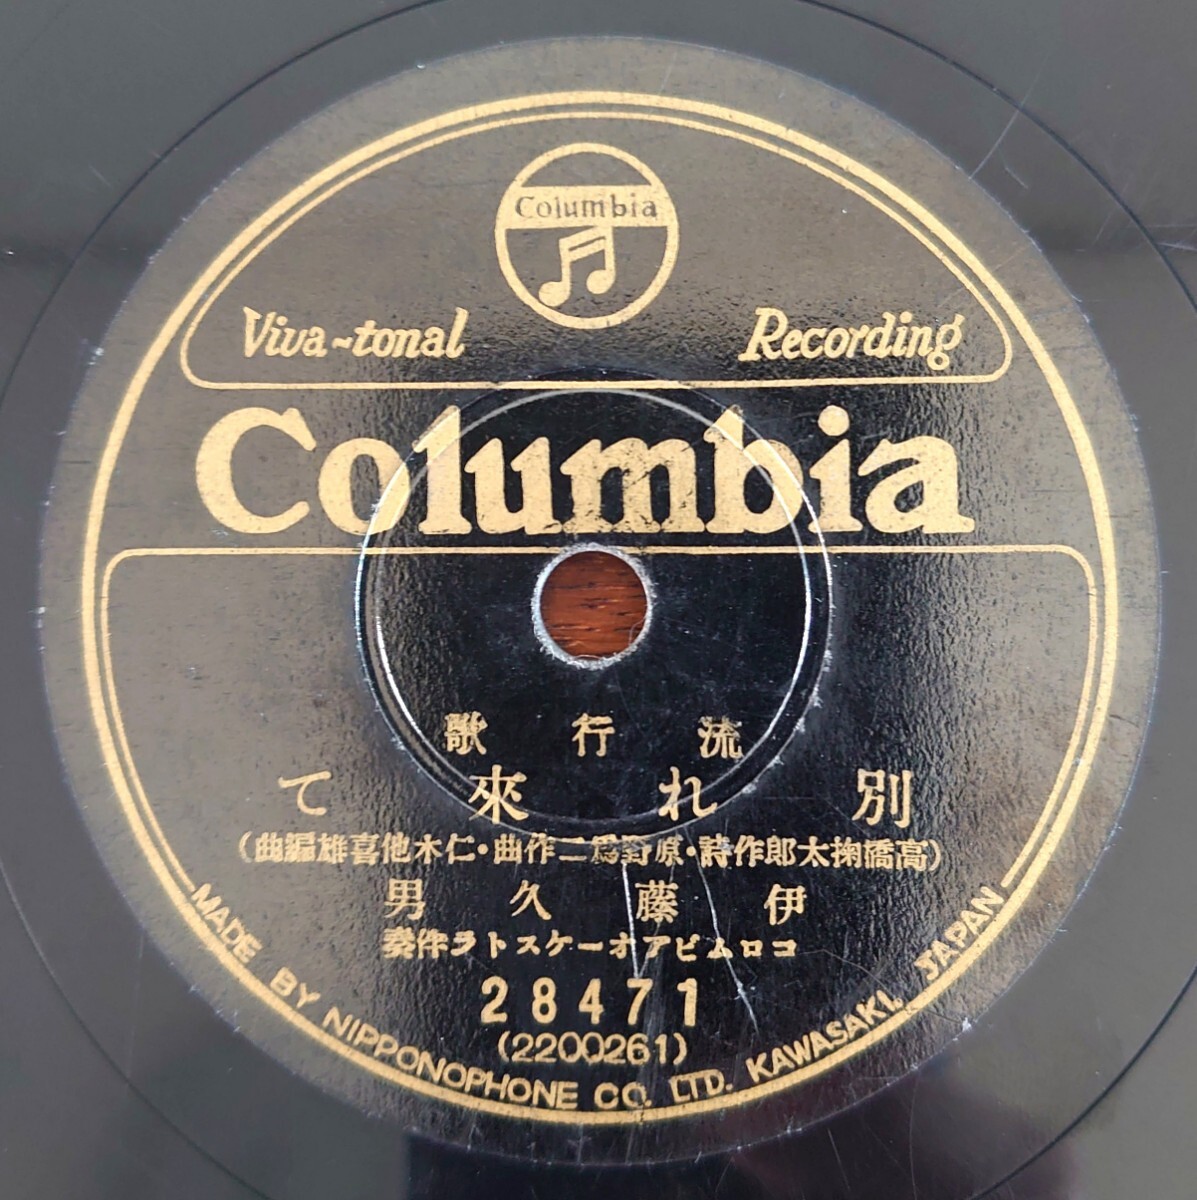 Columbia
Viva-tonal Recording
Columbia
流行歌
別れ來て
(高橋掬太郎作詩・原野爲二作曲・仁木他喜雄編曲)
伊藤久男
コロムビアオーケストラ伴奏
28471
(2200261)
MADE BY NIPPONOPHONE CO. LTD. KAWASAKI, JAPAN